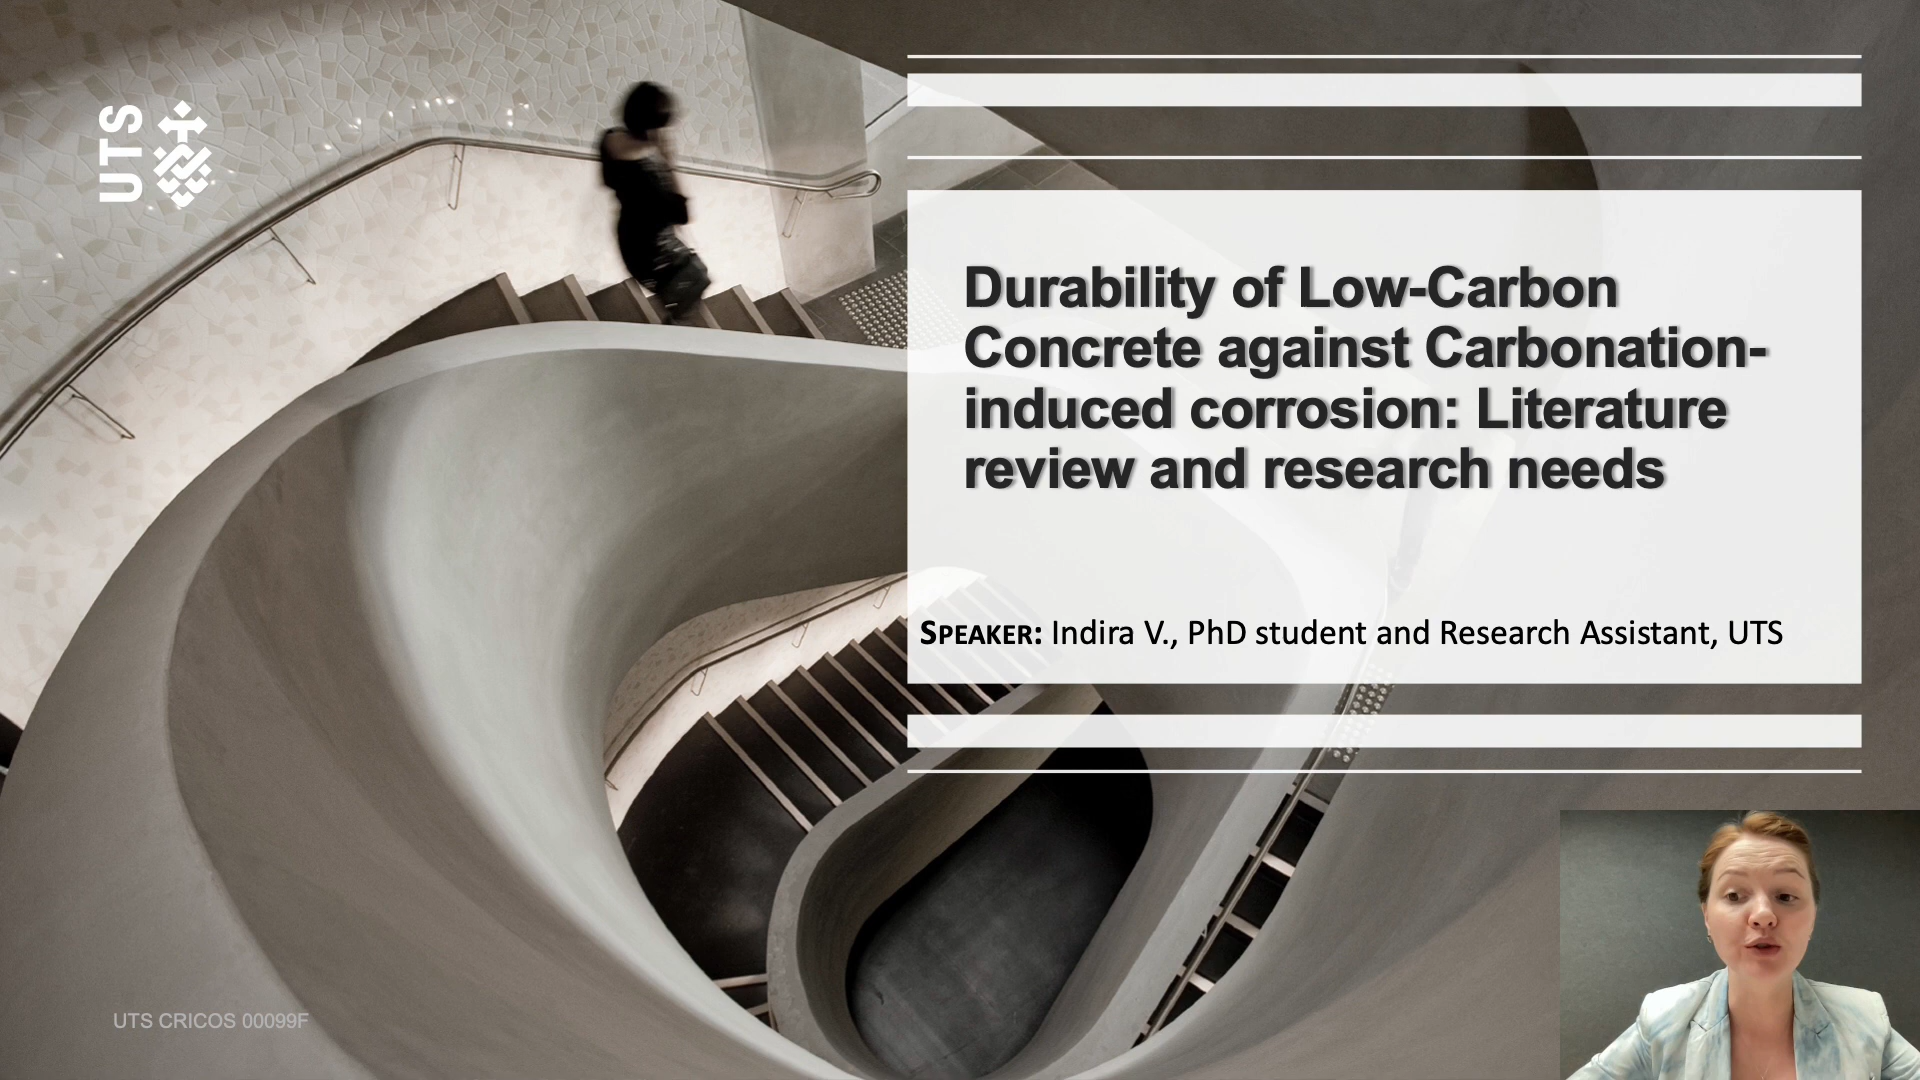 UTS
Durability of Low-Carbon
Concrete against Carbonation-
induced corrosion: Literature
review and research needs
SPEAKER: Indira V., PhD student and Research Assistant, UTS
UTS CRICOS 00099F